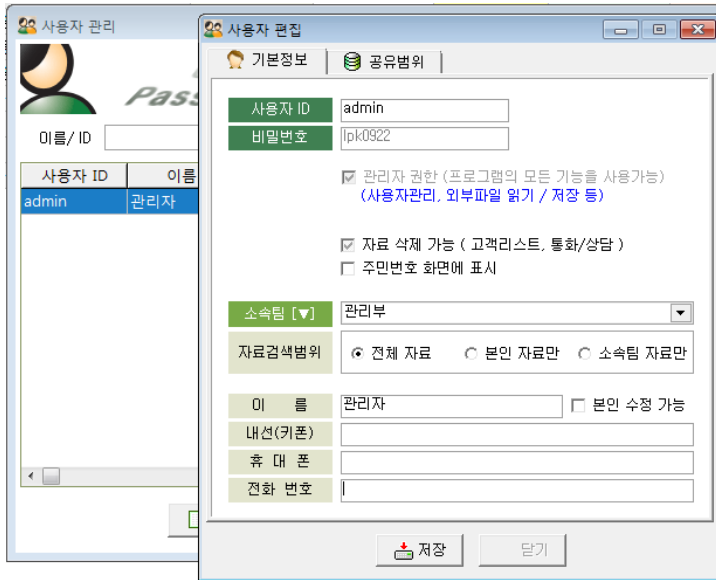 사용자 관리
Pass
이름/ ID
사용자 ID 이름
admin 관리자
사용자 편집
기본정보 공유범위
사용자 ID admin
비밀번호 lpk0922
관리자 권한 (프로그램의 모든 기능을 사용가능)
(사용자관리, 외부파일 읽기 / 저장 등)
자료 삭제 가능 ( 고객리스트, 통화/상담 )
주민번호 화면에 표시
소속팀 [▼] 관리부
자료검색범위 전체 자료 본인 자료만 소속팀 자료만
이 름 관리자 본인 수정 가능
내선(키폰)
휴 대 폰
전화 번호
저장 닫기